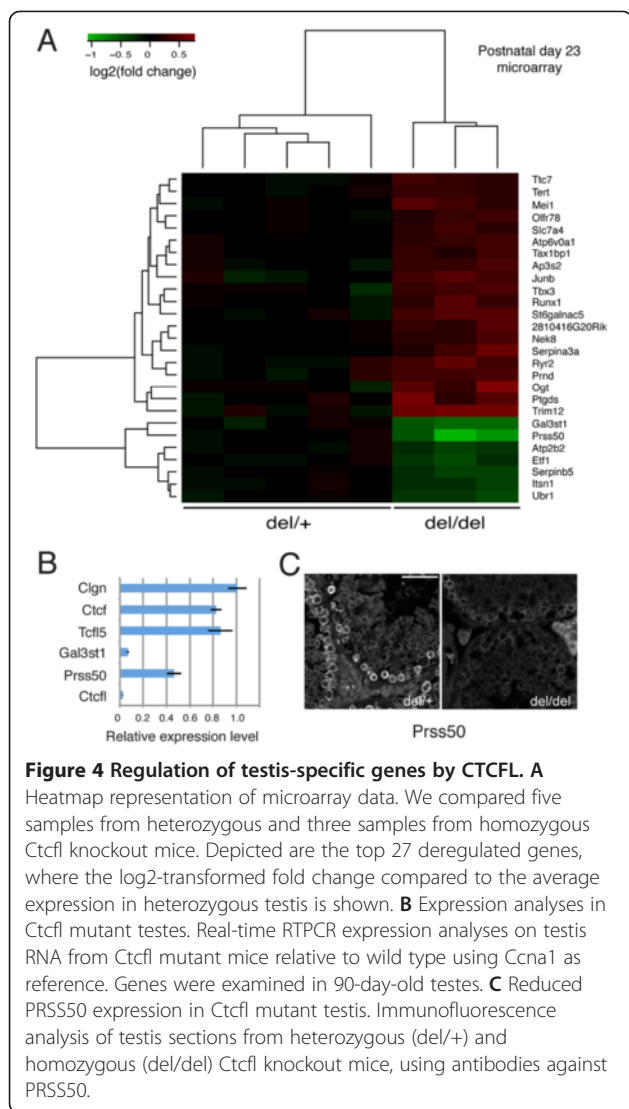 A
−1 −0.5 0 0.5
log2(fold change)
Postnatal day 23
microarray
Ttc7
Tert
Mei1
Olfr78
Slc7a4
Atp6v0a1
Tax1bp1
Ap3s2
Junb
Tbx3
Runx1
St6galnac5
2810416G20Rik
Nek8
Serpina3a
Ryr2
Prnd
Ogt
Ptgds
Trim12
Gal3st1
Prss50
Atp2b2
Etf1
Serpinb5
Itsn1
Ubr1
del/+ del/del
B
Clgn
Ctcf
Tcfl5
Gal3st1
Prss50
Ctcfl
0 0.2 0.4 0.6 0.8 1.0
Relative expression level
C
del/+ del/del
Prss50
Figure 4 Regulation of testis-specific genes by CTCFL. A
Heatmap representation of microarray data. We compared five
samples from heterozygous and three samples from homozygous
Ctcfl knockout mice. Depicted are the top 27 deregulated genes,
where the log2-transformed fold change compared to the average
expression in heterozygous testis is shown. B Expression analyses in
Ctcfl mutant testes. Real-time RTPCR expression analyses on testis
RNA from Ctcfl mutant mice relative to wild type using Ccna1 as
reference. Genes were examined in 90-day-old testes. C Reduced
PRSS50 expression in Ctcfl mutant testis. Immunofluorescence
analysis of testis sections from heterozygous (del/+) and
homozygous (del/del) Ctcfl knockout mice, using antibodies against
PRSS50.